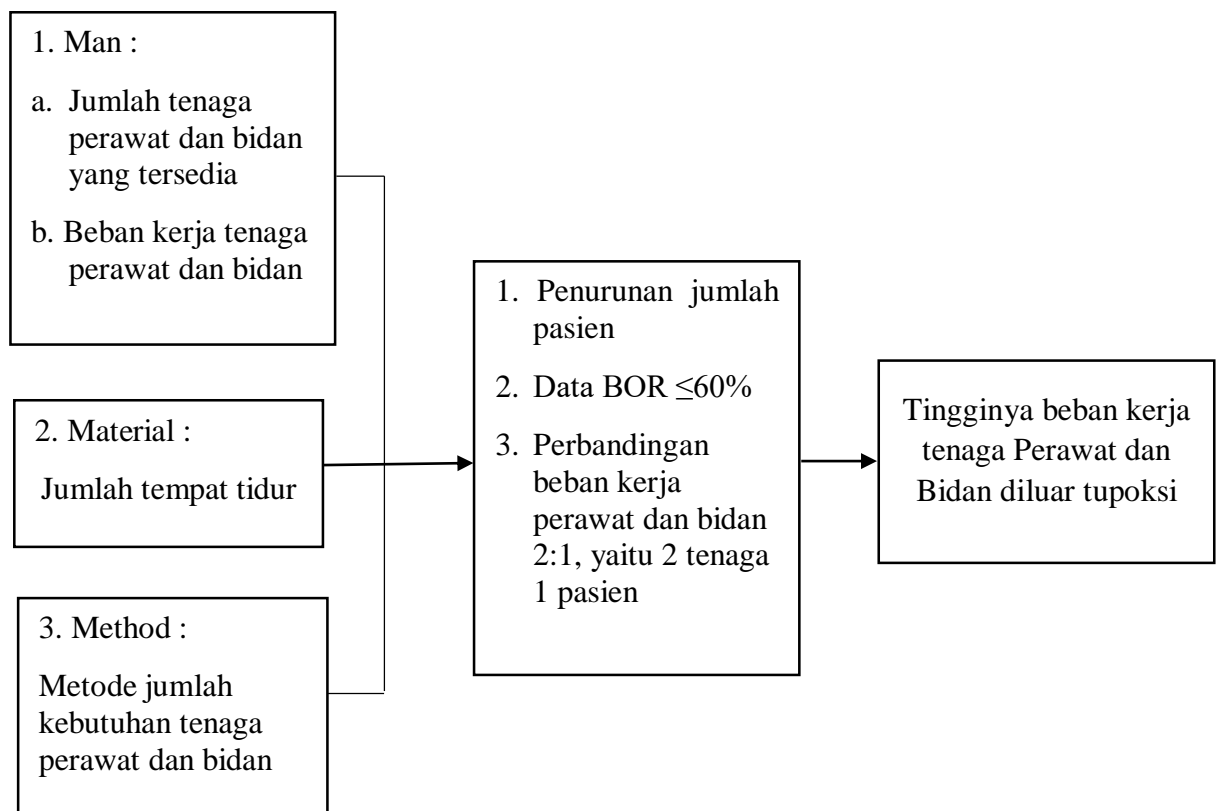 1. Man :
a. Jumlah tenaga
perawat dan bidan
yang tersedia
b. Beban kerja tenaga
perawat dan bidan
2. Material :
Jumlah tempat tidur
3. Method :
Metode jumlah
kebutuhan tenaga
perawat dan bidan
1. Penurunan jumlah
pasien
2. Data BOR ≤60%
3. Perbandingan
beban kerja
perawat dan bidan
2:1, yaitu 2 tenaga
1 pasien
Tingginya beban kerja
tenaga Perawat dan
Bidan diluar tupoksi